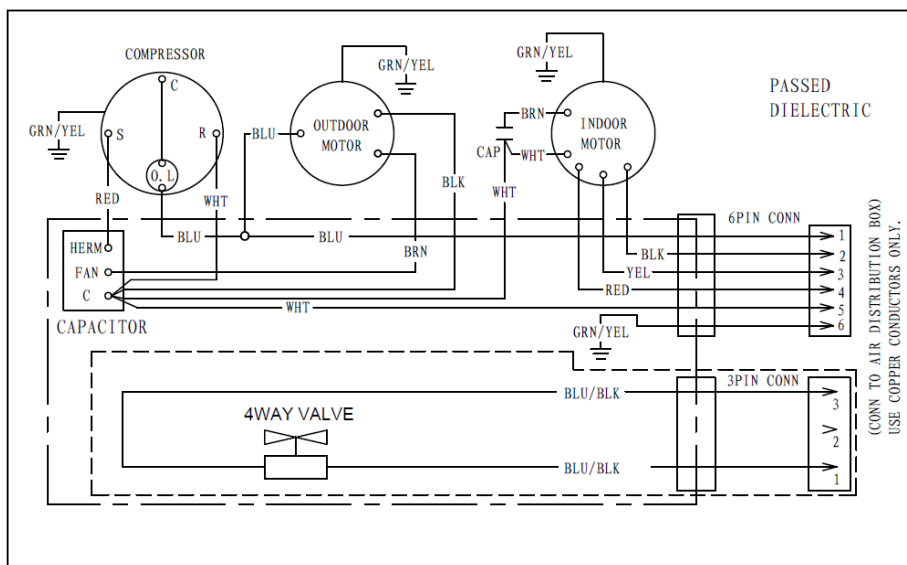 COMPRESSOR
C
S
R
O.L
GRN/YEL
RED
WHT
GRN/YEL
OUTDOOR
MOTOR
BLU
BLK
BRN
GRN/YEL
BRN
CAP
WHT
WHT
INDOOR
MOTOR
PASSED
DIELECTRIC
HERM
FAN
C
CAPACITOR
BLU
BLU
WHT
BLK
YEL
RED
GRN/YEL
6PIN CONN
1
2
3
4
5
6
4WAY VALVE
BLU/BLK
BLU/BLK
3PIN CONN
3
2
1
(CONN TO AIR DISTRIBUTION BOX)
USE COPPER CONDUCTORS ONLY.